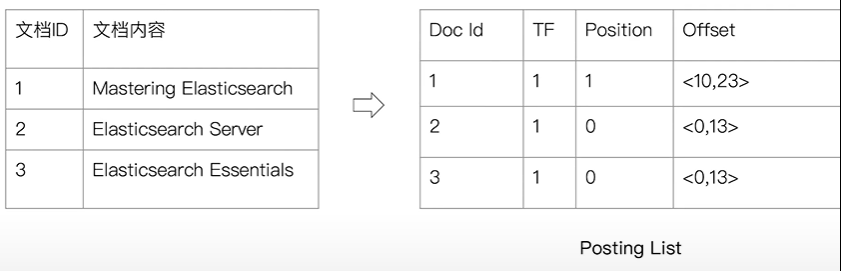 文档ID 文档内容
1 Mastering Elasticsearch
2 Elasticsearch Server
3 Elasticsearch Essentials
Doc Id TF Position Offset
1 1 1 <10,23>
2 1 0 <0,13>
3 1 0 <0,13>
Posting List